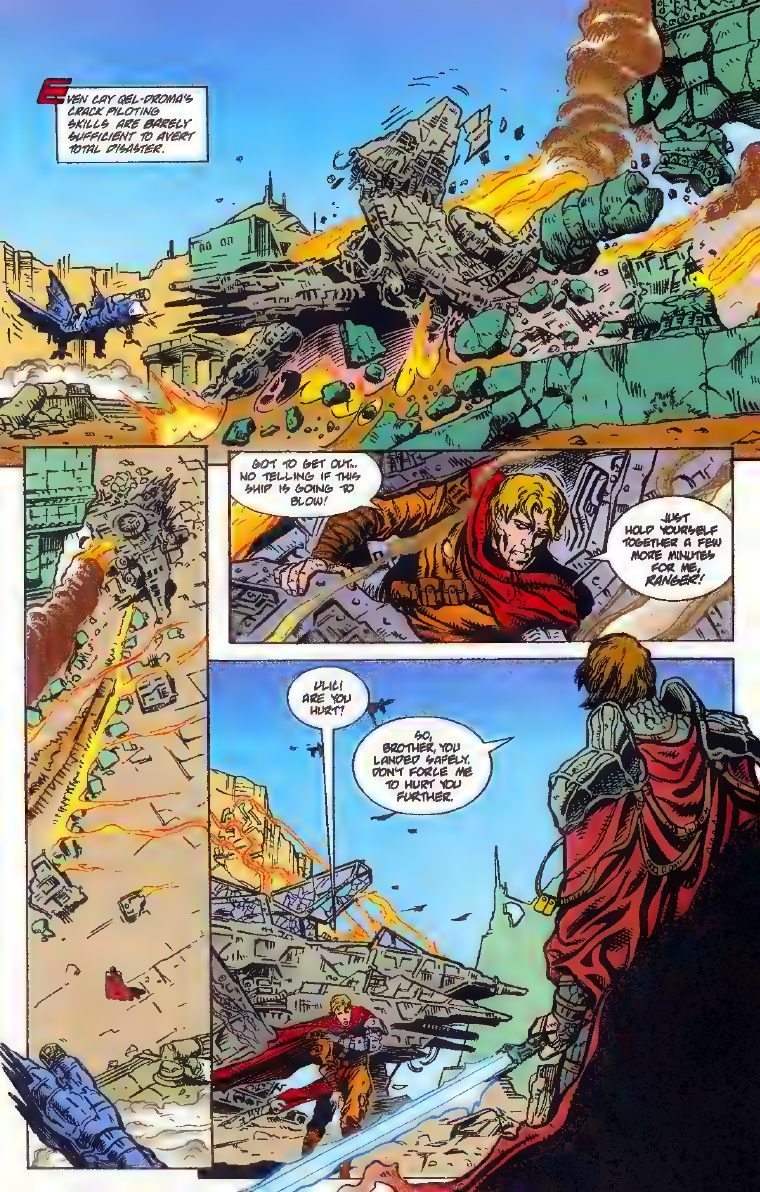 EVEN CAY QEL-DROMA'S
CRACK PILOTING
SKILLS ARE BARELY
SUFFICIENT TO AVERT
TOTAL DISASTER.
GOT TO GET OUT...
NO TELLING IF THIS
SHIP IS GOING TO
BLOW!
JUST
HOLD YOURSELF
TOGETHER A FEW
MORE MINUTES
FOR ME,
RANGER!
ULIC!
ARE YOU
HURT?
SO,
BROTHER, YOU
LANDED SAFELY.
DON'T FORCE ME
TO HURT YOU
FURTHER.